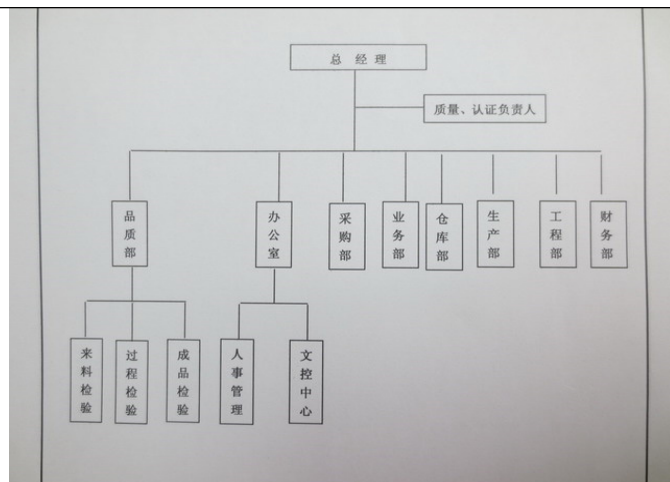 总 经 理
质量、认证负责人
品质部
办公室
采购部
业务部
仓库部
生产部
工程部
财务部
来料检验
过程检验
成品检验
人事管理
文控中心